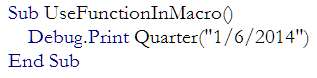 Sub UseFunctionInMacro()
Debug.Print Quarter("1/6/2014")
End Sub